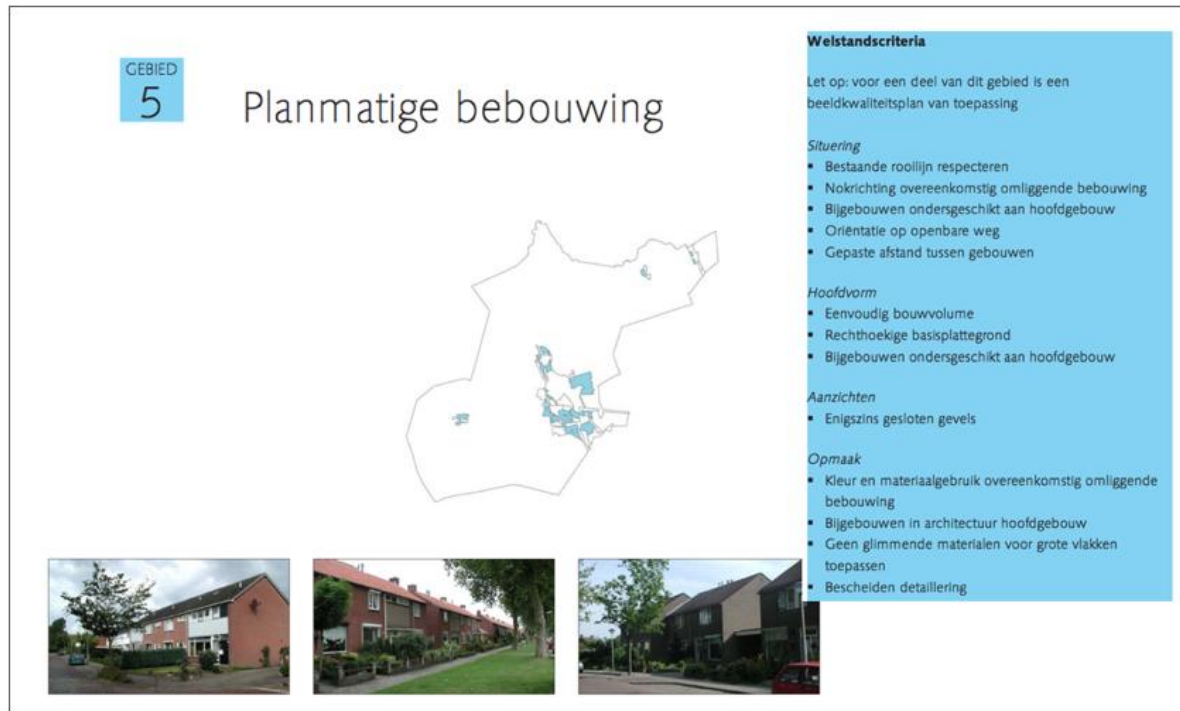 GEBIED
5
Planmatige bebouwing
Welstandscriteria
Let op: voor een deel van dit gebied is een
beeldkwaliteitsplan van toepassing
Situering
▪ Bestaande rooilijn respecteren
▪ Nokrichting overeenkomstig omliggende bebouwing
▪ Bijgebouwen ondersgeschikt aan hoofdgebouw
▪ Oriëntatie op openbare weg
▪ Gepaste afstand tussen gebouwen
Hoofdvorm
▪ Eenvoudig bouwvolume
▪ Rechthoekige basisplattegrond
▪ Bijgebouwen ondersgeschikt aan hoofdgebouw
Aanzichten
▪ Enigszins gesloten gevels
Opmaak
▪ Kleur en materiaalgebruik overeenkomstig omliggende
bebouwing
▪ Bijgebouwen in architectuur hoofdgebouw
▪ Geen glimmende materialen voor grote vlakken
toepassen
▪ Bescheiden detaillering